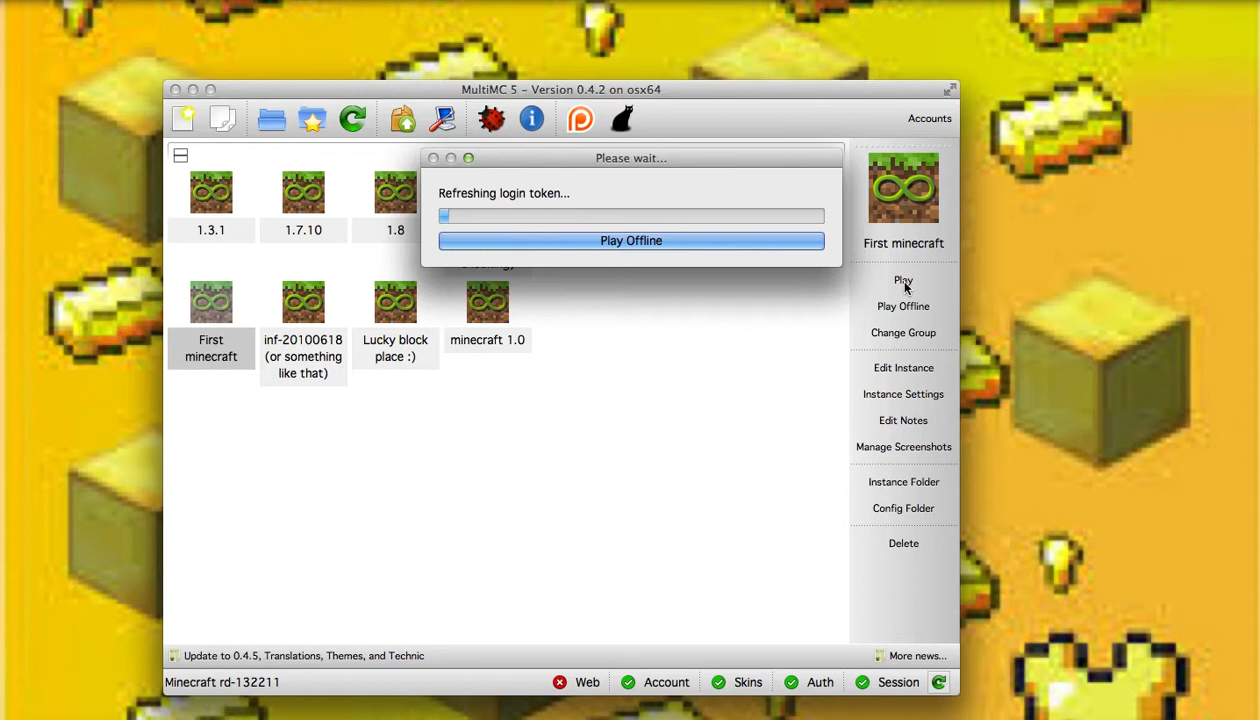 MultiMC 5 – Version 0.4.2 on osx64
Accounts
Please wait...
Refreshing login token...
Play Offline
1.3.1
1.7.10
1.8
First
minecraft
inf-20100618
(or something
like that)
Lucky block
place :)
minecraft 1.0
First minecraft
Play
Play Offline
Change Group
Edit Instance
Instance Settings
Edit Notes
Manage Screenshots
Instance Folder
Config Folder
Delete
Update to 0.4.5, Translations, Themes, and Technic
More news...
Minecraft rd-132211
Web
Account
Skins
Auth
Session